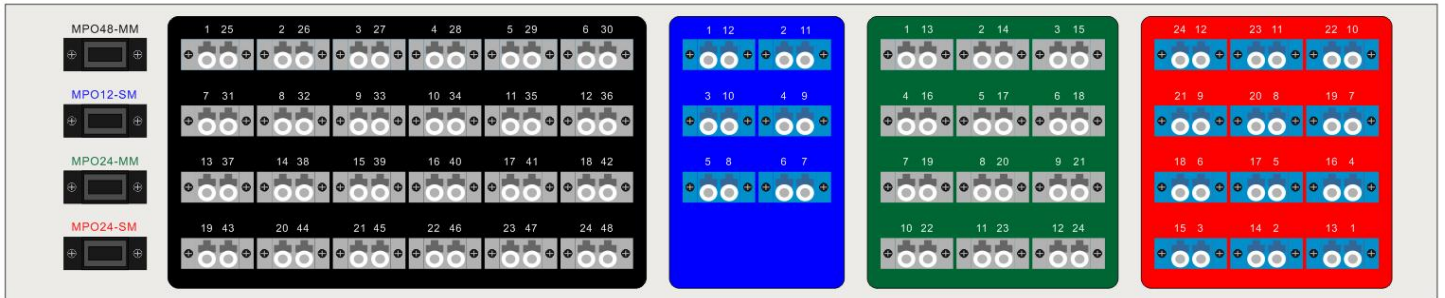 MPO48-MM 1 25 2 26 3 27 4 28 5 29 6 30 1 12 2 11 1 13 2 14 3 15 24 12 23 11 22 10
MPO12-SM 7 31 8 32 9 33 10 34 11 35 12 36 3 10 4 9 4 16 5 17 6 18 21 9 20 8 19 7
MPO24-MM 13 37 14 38 15 39 16 40 17 41 18 42 5 8 6 7 7 19 8 20 9 21 18 6 17 5 16 4
MPO24-SM 19 43 20 44 21 45 22 46 23 47 24 48 10 22 11 23 12 24 15 3 14 2 13 1